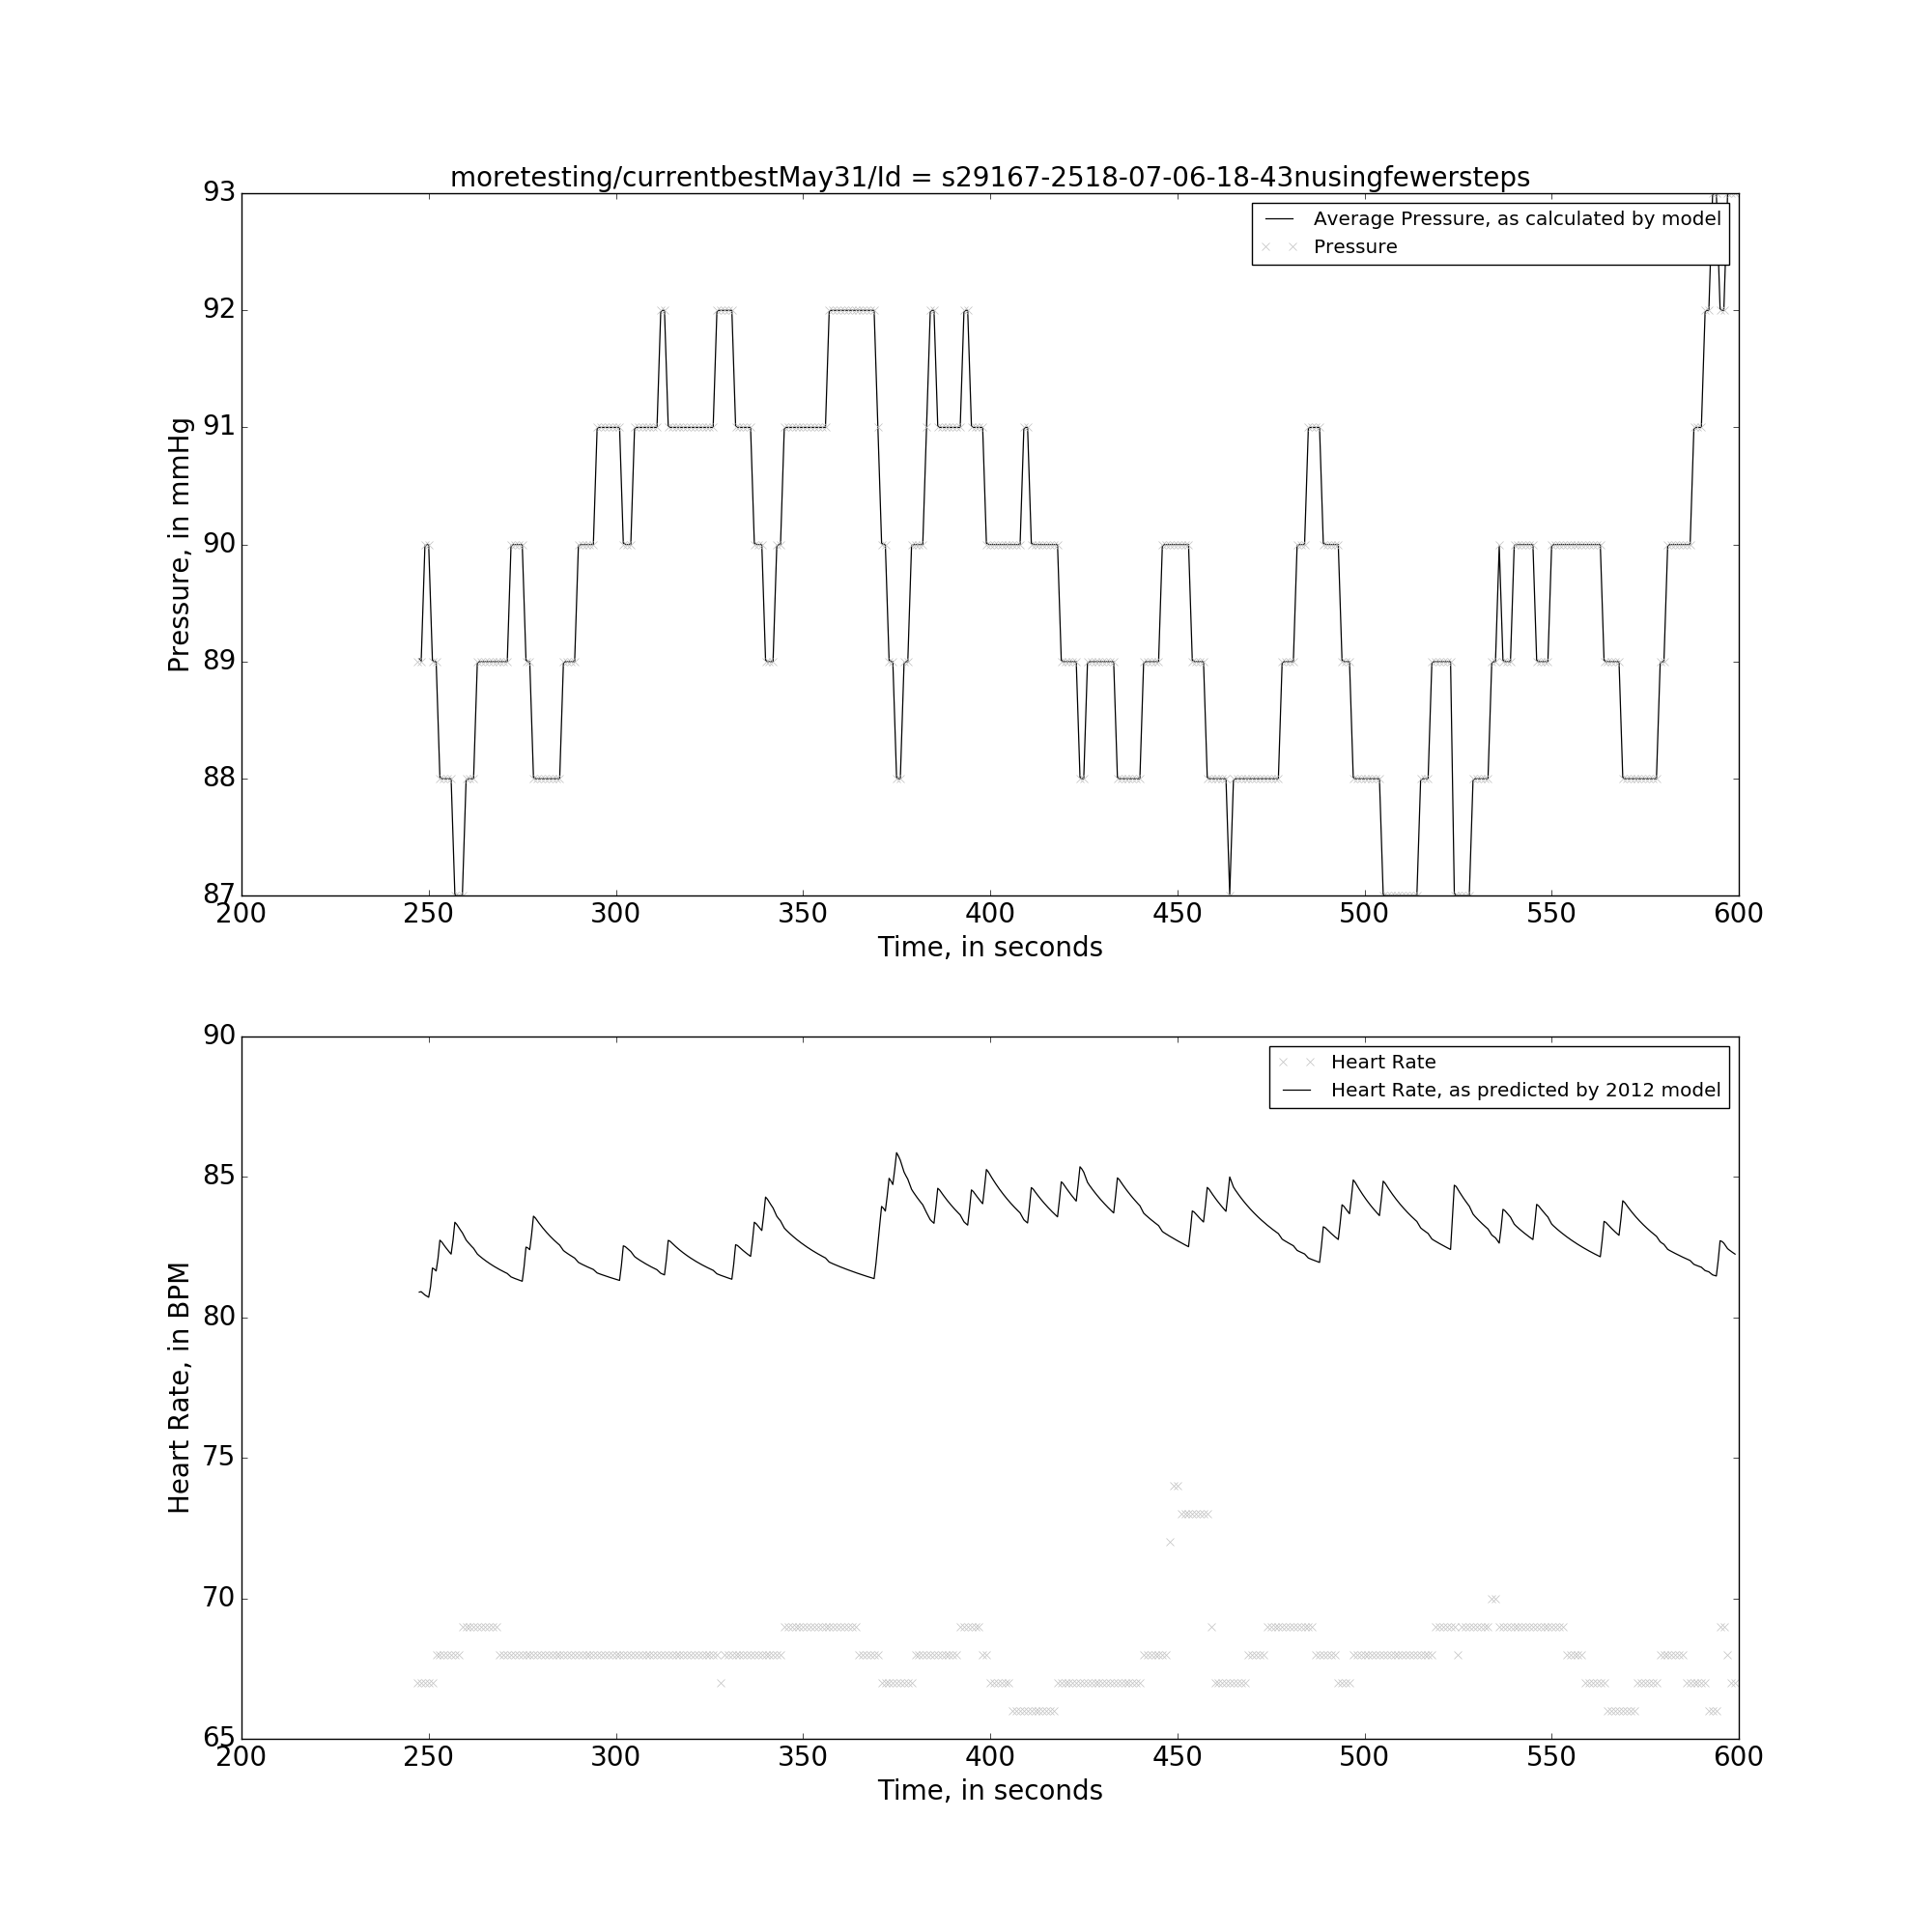 moretesting/currentbestMay31/Id = s29167-2518-07-06-18-43nusingfewersteps
93
92
91
90
89
88
87
Pressure, in mmHg
Average Pressure, as calculated by model
Pressure
200 250 300 350 400 450 500 550 600
Time, in seconds
90
85
80
75
70
65
Heart Rate, in BPM
Heart Rate
Heart Rate, as predicted by 2012 model
200 250 300 350 400 450 500 550 600
Time, in seconds